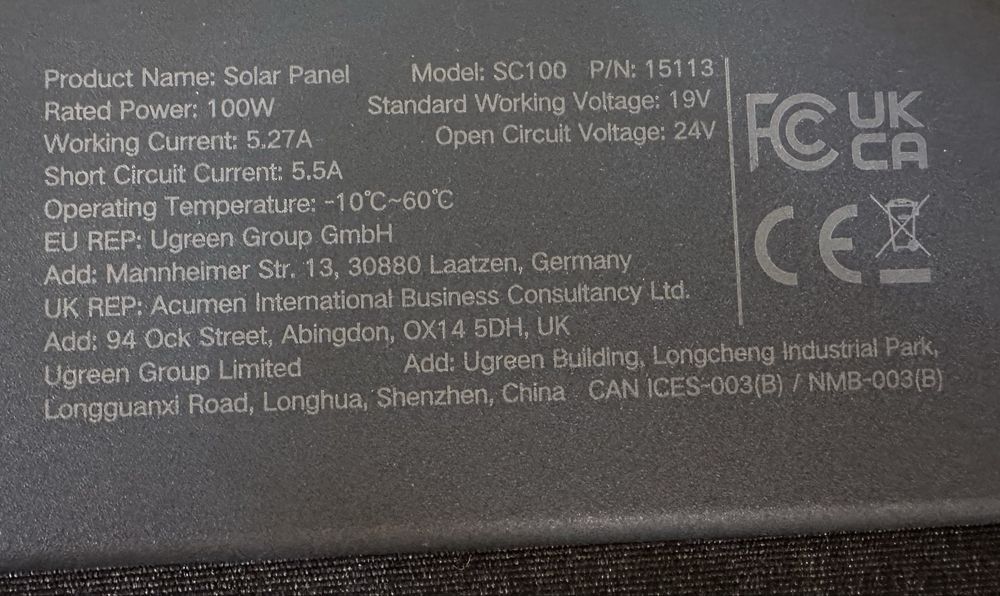 Product Name: Solar Panel Model: SC100 P/N: 15113
Rated Power: 100W Standard Working Voltage: 19V
Working Current: 5.27A Open Circuit Voltage: 24V
Short Circuit Current: 5.5A
Operating Temperature: -10℃~60℃
EU REP: Ugreen Group GmbH
Add: Mannheimer Str. 13, 30880 Laatzen, Germany
UK REP: Acumen International Business Consultancy Ltd.
Add: 94 Ock Street, Abingdon, OX14 5DH, UK
Ugreen Group Limited Add: Ugreen Building, Longcheng Industrial Park,
Longguanxi Road, Longhua, Shenzhen, China CAN ICES-003(B) / NMB-003(B)
FC
UK
CA
CE